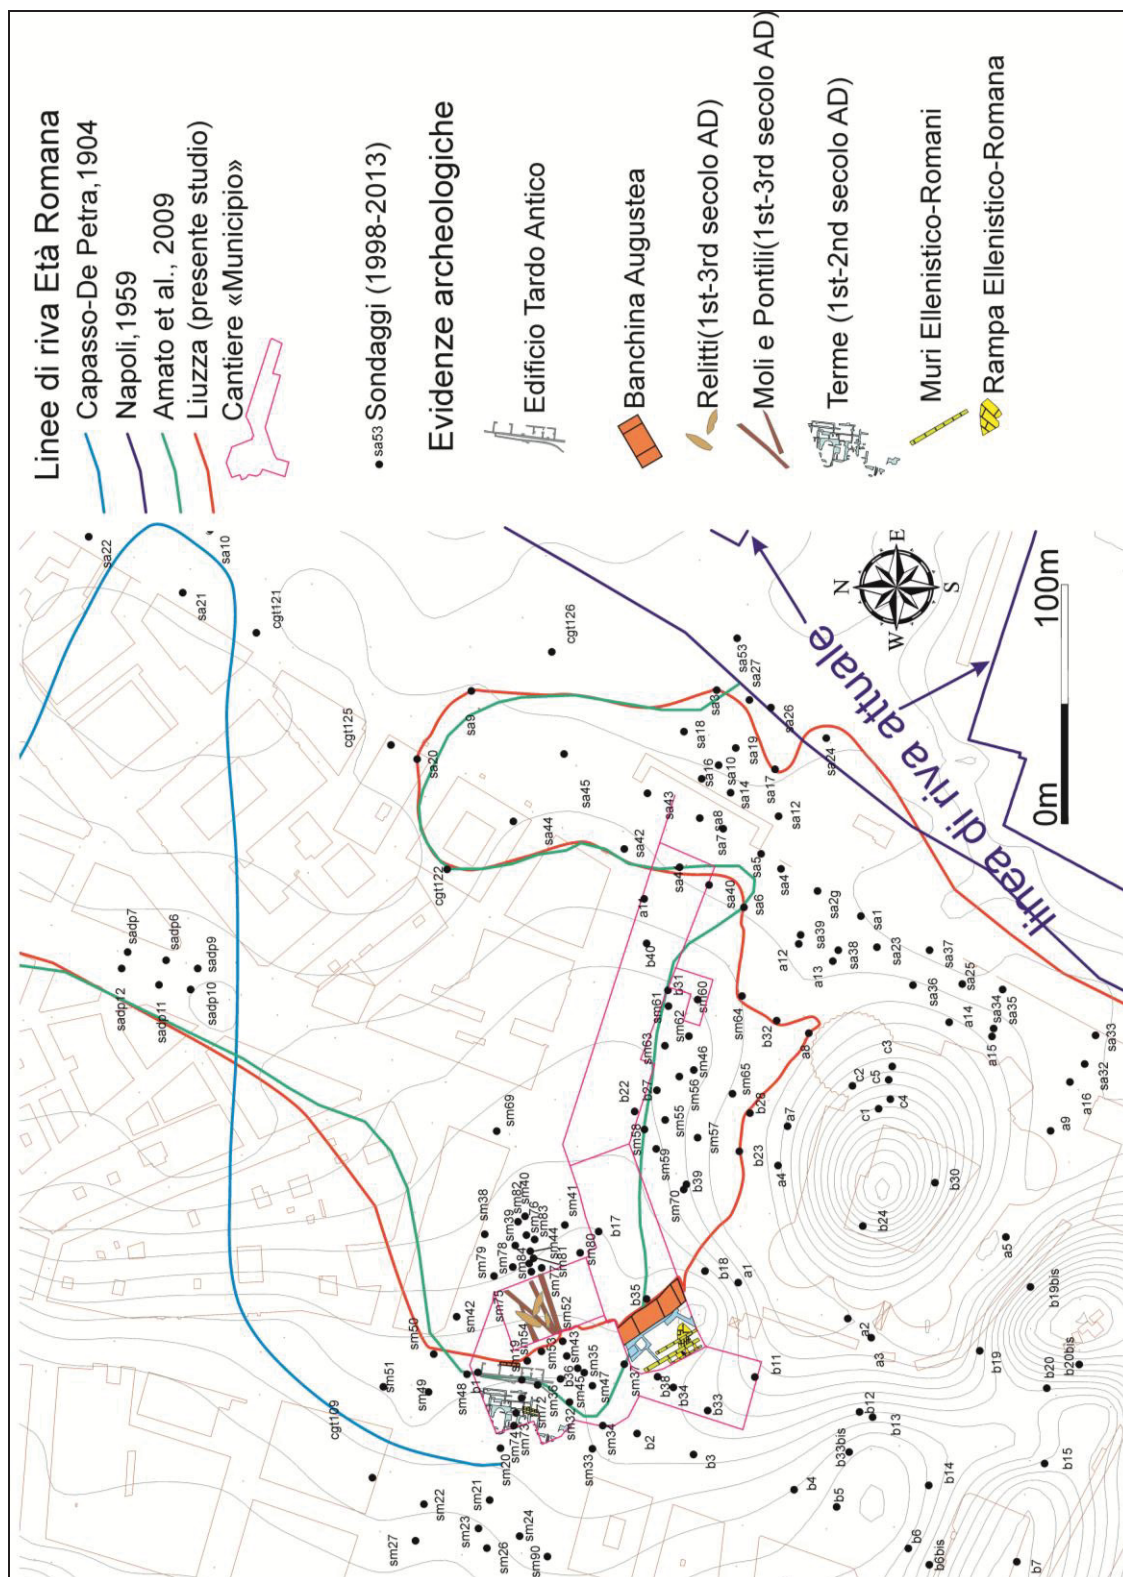 Linee di riva Età Romana
Capasso-De Petra,1904
Napoli,1959
Amato et al., 2009
Liuzza (presente studio)
Cantiere «Municipio»
sa53 Sondaggi (1998-2013)
Evidenze archeologiche
Edificio Tardo Antico
Banchina Augustea
Relitti(1st-3rd secolo AD)
Moli e Pontili(1st-3rd secolo AD)
Terme (1st-2nd secolo AD)
Muri Ellenistico-Romani
Rampa Ellenistico-Romana
sa22
sa10
sa21
cgt121
cgt126
cgt125
sa20
sa9
sa3
sa53
sa27
sa26
sa18
sa19
sa24
sa16
sa10
sa14
sa17
sa45
sa43
sa44
sa8
sa7
sa12
sa42
cgt122
sa5
sa4
sa40
sa6
sa2g
sa1
sa39
a12
sa38
a13
sa23
sa37
sa36
sa25
sa35
sa34
a14
a15
sa33
sa32
a16
a9
b40
b31
sm61
sm60
sm64
sm62
sm63
b32
a8
sm46
sm56
sm65
b27
b22
sm55
sm58
sm57
sm59
b28
b23
a7
a4
c3
c2
c5
c4
c1
b39
sm70
b30
b24
a5
b19bis
sadp7
sadp6
sadp9
sadp12
sadp11
sadp10
sm69
sm38
sm40
sm82
sm39
sm76
sm83
sm41
sm44
sm78
sm84
sm79
sm81
sm77
sm80
b17
sm75
sm42
sm52
sm54
sm50
sm53
sm19
sm43
sm35
b36
sm45
sm47
sm37
b35
b18
a1
a2
a3
b19
b20
b20bis
b38
b34
b33
b11
b12
b13
b33bis
sm51
sm49
sm48
b1
sm72
sm32
sm73
sm74
sm34
sm33
sm20
cgt109
b2
b3
b4
b5
b14
b15
b6
b6bis
b7
sm22
sm21
sm27
sm23
sm24
sm26
sm90
linea di riva attuale
N
E
S
W
0m
100m